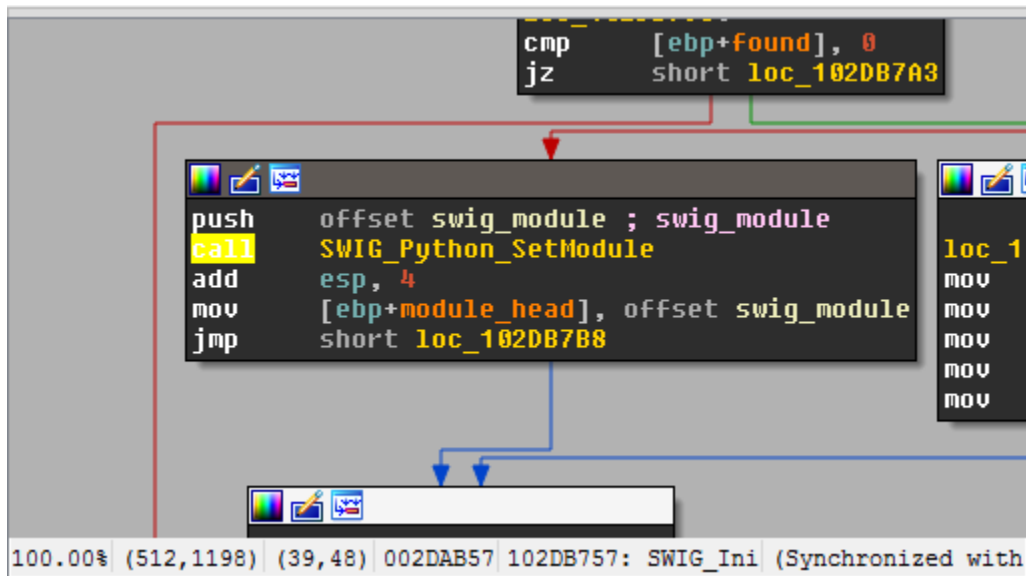 cmp [ebp+found], 0
jz short loc_102DB7A3
push offset swig_module ; swig_module
call SWIG_Python_SetModule
add esp, 4
mov [ebp+module_head], offset swig_module
jmp short loc_102DB7B8
loc_1
mov
mov
mov
mov
mov
100.00% (512,1198) (39,48) 002DAB57 102DB757: SWIG_Ini (Synchronized with